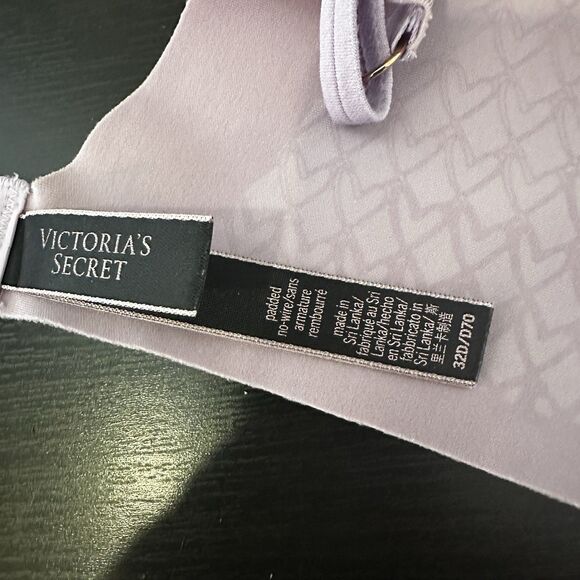 VICTORIA'S
SECRET
padded
no-wire/sans
armature
rembourré
made in
Sri Lanka/
fabriqué au Sri
Lanka/hecho
en Sri Lanka/
fabbricato in
Sri Lanka/ 斯
里兰卡制造
32D/D70